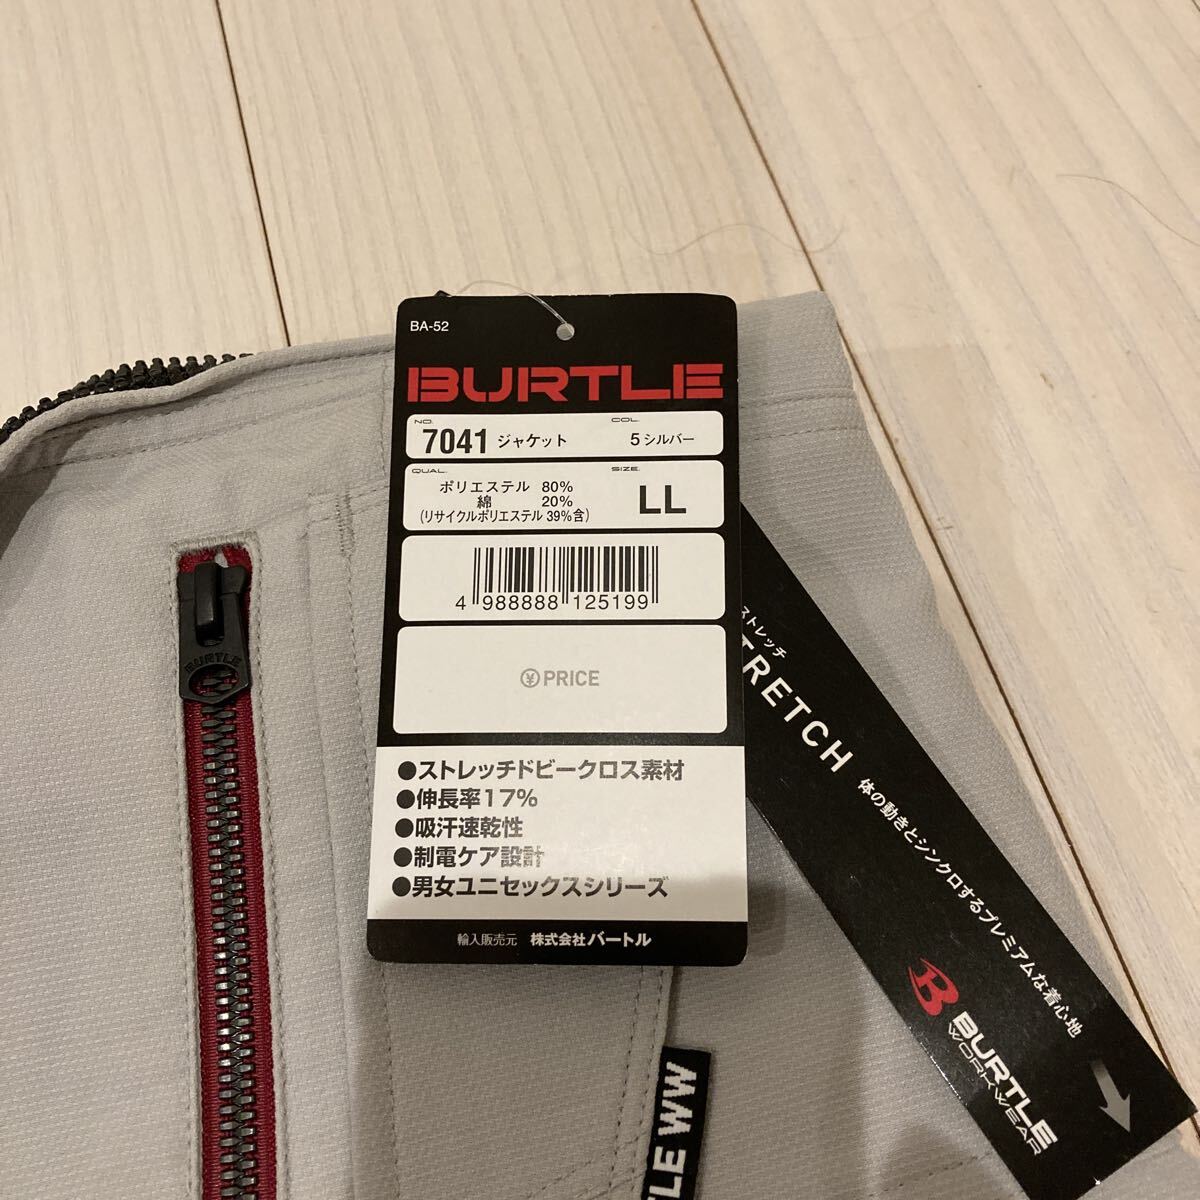 BA-52
BURTLE
NO.
7041 ジャケット
COL.
5 シルバー
QUAL.
ポリエステル 80%
綿 20%
(リサイクルポリエステル 39%含)
SIZE.
LL
4 988888 125199
¥ PRICE
●ストレッチドビークロス素材
●伸長率17%
●吸汗速乾性
●制電ケア設計
●男女ユニセックスシリーズ
輸入販売元 株式会社バートル
ストレッチ
TRETCH
体の動きとシンクロするプレミアムな着心地
B BURTLE
WORKWEAR
BURTLE
TLE WW